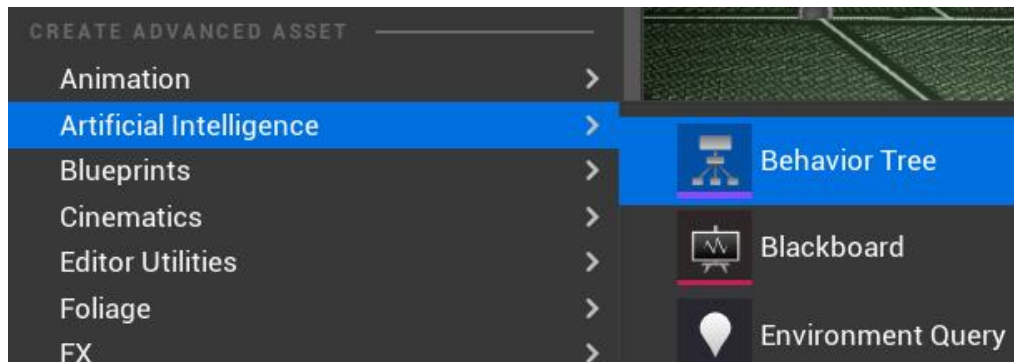 CREATE ADVANCED ASSET
Animation
Artificial Intelligence
Blueprints
Cinematics
Editor Utilities
Foliage
FX
Behavior Tree
Blackboard
Environment Query